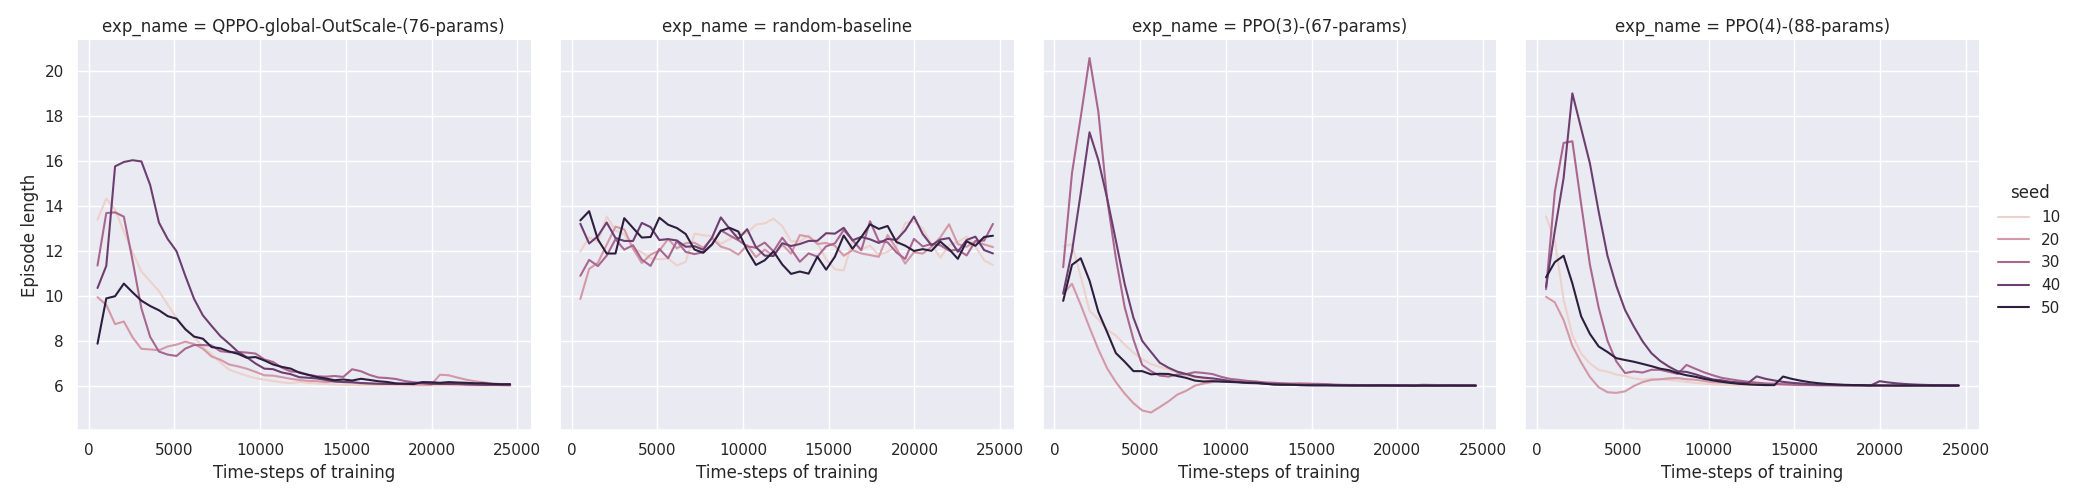 exp_name = QPPO-global-OutScale-(76-params)
exp_name = random-baseline
exp_name = PPO(3)-(67-params)
exp_name = PPO(4)-(88-params)
Episode length
20
18
16
14
12
10
8
6
0 5000 10000 15000 20000 25000
0 5000 10000 15000 20000 25000
0 5000 10000 15000 20000 25000
0 5000 10000 15000 20000 25000
Time-steps of training
Time-steps of training
Time-steps of training
Time-steps of training
seed
10
20
30
40
50